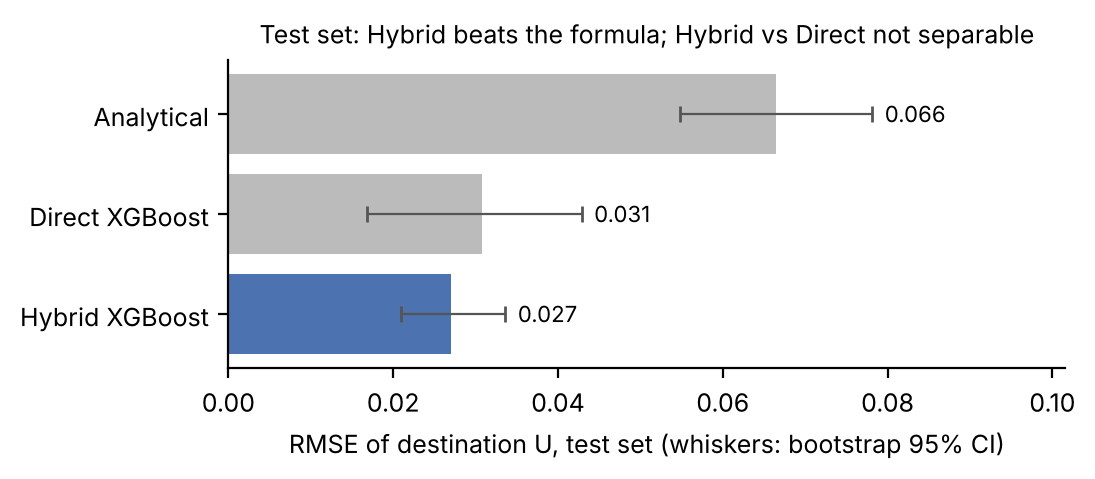 Test set: Hybrid beats the formula; Hybrid vs Direct not separable
Analytical
0.066
Direct XGBoost
0.031
Hybrid XGBoost
0.027
0.00 0.02 0.04 0.06 0.08 0.10
RMSE of destination U, test set (whiskers: bootstrap 95% CI)